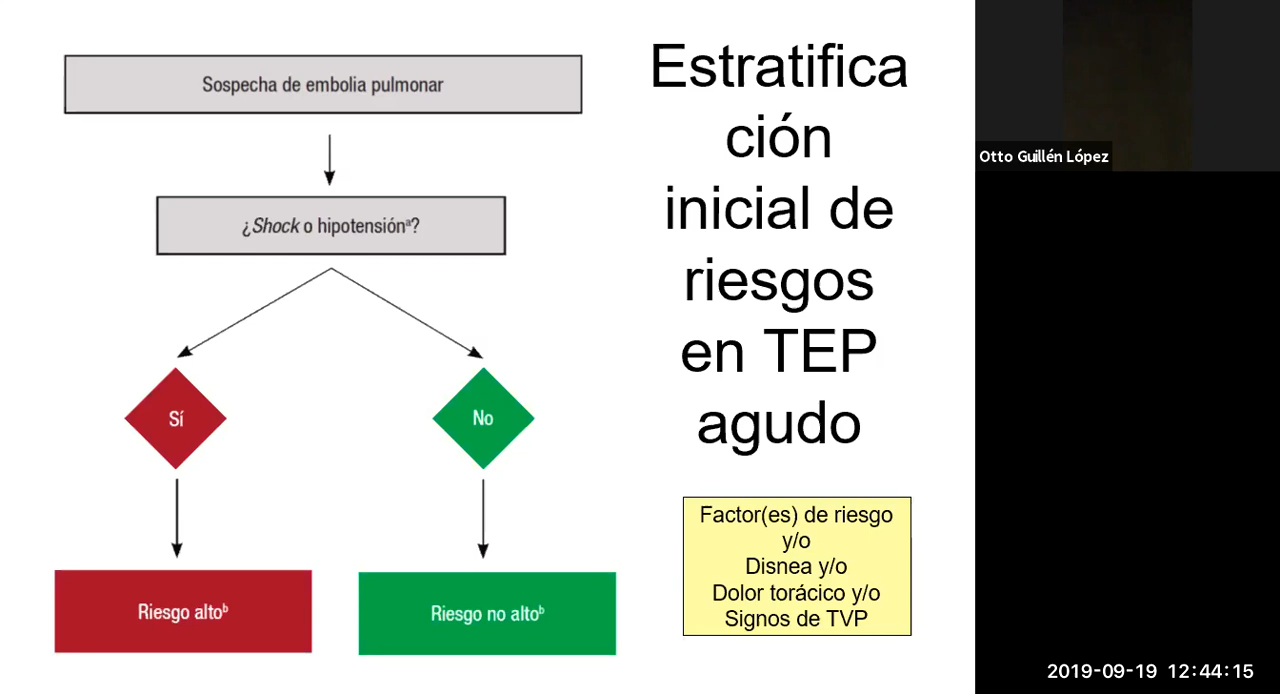 Sospecha de embolia pulmonar
¿Shock o hipotensiónᵃ?
Sí
No
Riesgo altoᵇ
Riesgo no altoᵇ
Estratifica
ción
inicial de
riesgos
en TEP
agudo
Factor(es) de riesgo
y/o
Disnea y/o
Dolor torácico y/o
Signos de TVP
Otto Guillén López
2019-09-19 12:44:15